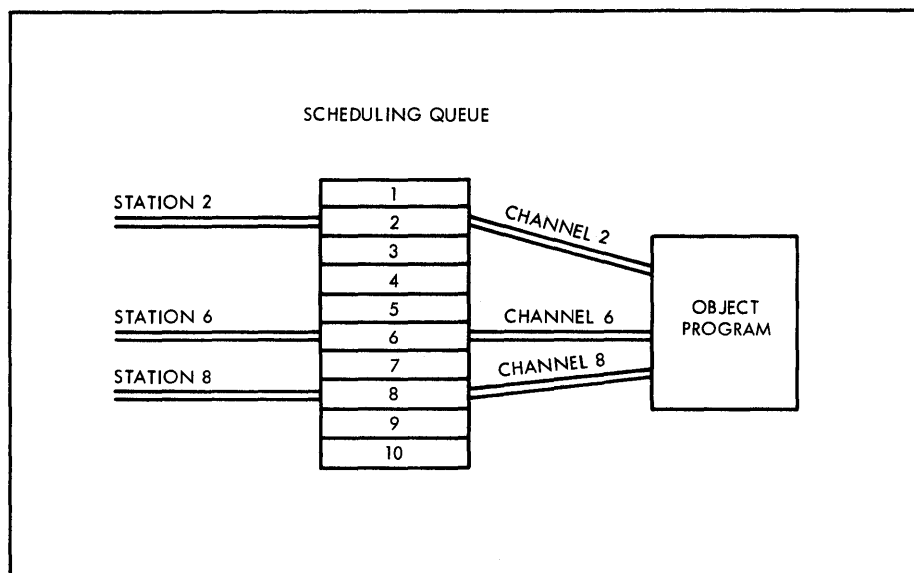 SCHEDULING QUEUE
STATION 2
STATION 6
STATION 8
1
2
3
4
5
6
7
8
9
10
CHANNEL 2
CHANNEL 6
CHANNEL 8
OBJECT
PROGRAM